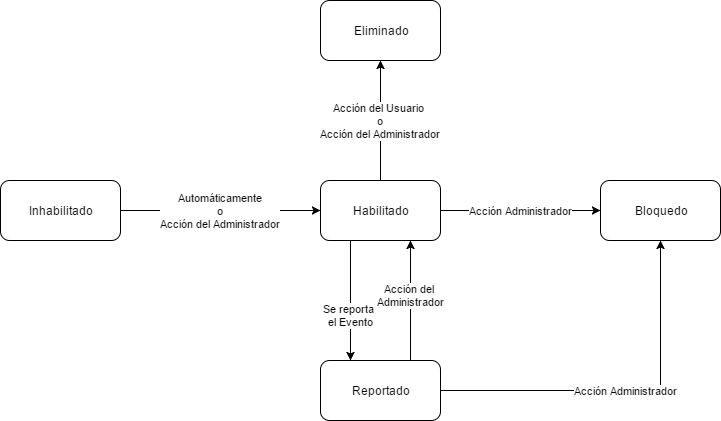 Eliminado
Acción del Usuario
o
Acción del Administrador
Inhabilitado
Automáticamente
o
Acción del Administrador
Habilitado
Acción Administrador
Bloquedo
Se reporta
el Evento
Acción del
Administrador
Reportado
Acción Administrador